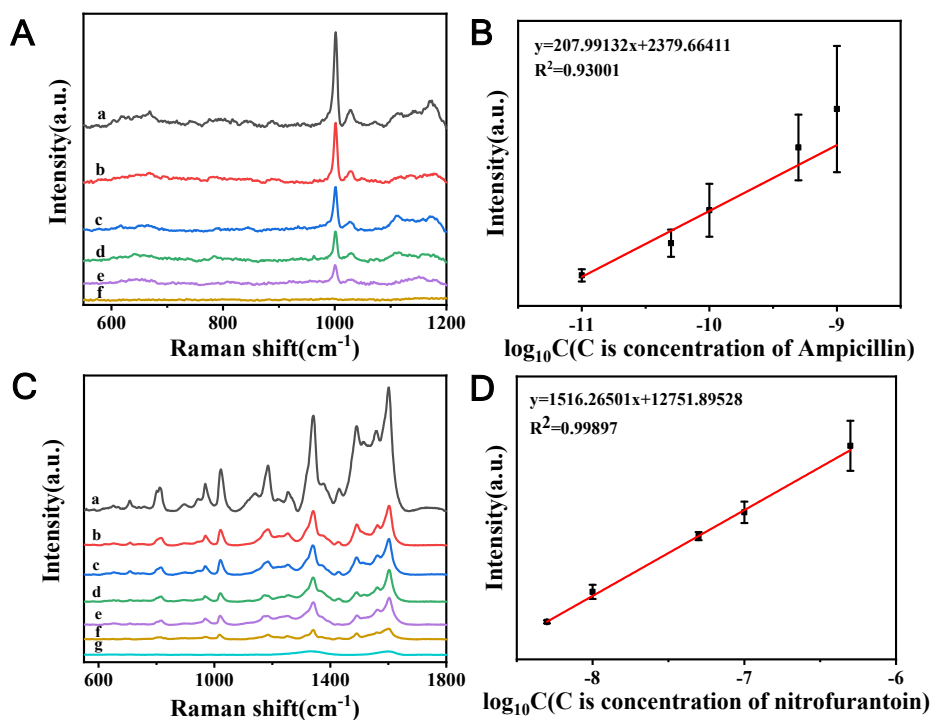 A
Intensity(a.u.)
a
b
c
d
e
f
600 800 1000 1200
Raman shift(cm⁻¹)
B
y=207.99132x+2379.66411
R²=0.93001
Intensity(a.u.)
-11 -10 -9
log₁₀C(C is concentration of Ampicillin)
C
Intensity(a.u.)
a
b
c
d
e
f
g
600 1000 1400 1800
Raman shift(cm⁻¹)
D
y=1516.26501x+12751.89528
R²=0.99897
Intensity(a.u.)
-8 -7 -6
log₁₀C(C is concentration of nitrofurantoin)